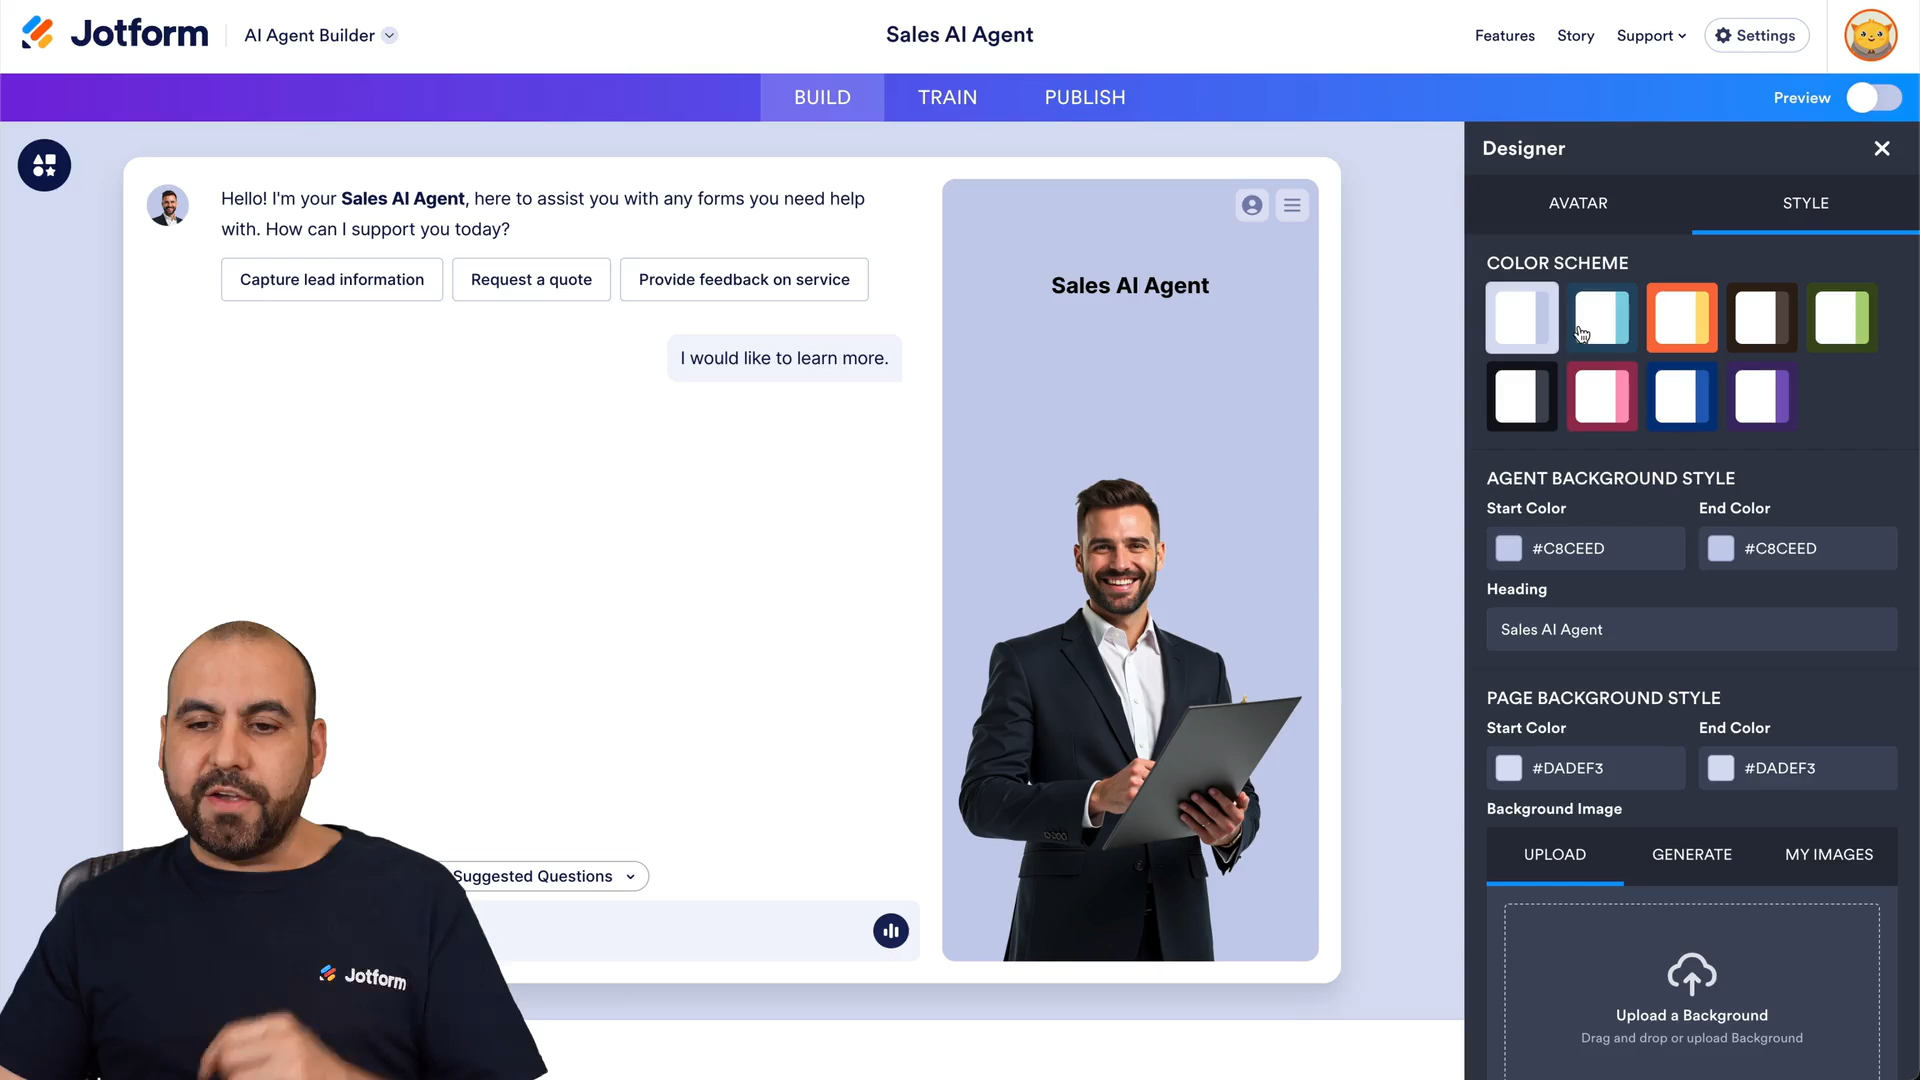 Jotform
AI Agent Builder
Sales AI Agent
Features
Story
Support
Settings
BUILD
TRAIN
PUBLISH
Preview
Hello! I'm your Sales AI Agent, here to assist you with any forms you need help
with. How can I support you today?
Capture lead information
Request a quote
Provide feedback on service
I would like to learn more.
Suggested Questions
Sales AI Agent
Jotform
Designer
AVATAR
STYLE
COLOR SCHEME
AGENT BACKGROUND STYLE
Start Color
End Color
#C8CEED
#C8CEED
Heading
Sales AI Agent
PAGE BACKGROUND STYLE
Start Color
End Color
#DADEF3
#DADEF3
Background Image
UPLOAD
GENERATE
MY IMAGES
Upload a Background
Drag and drop or upload Background